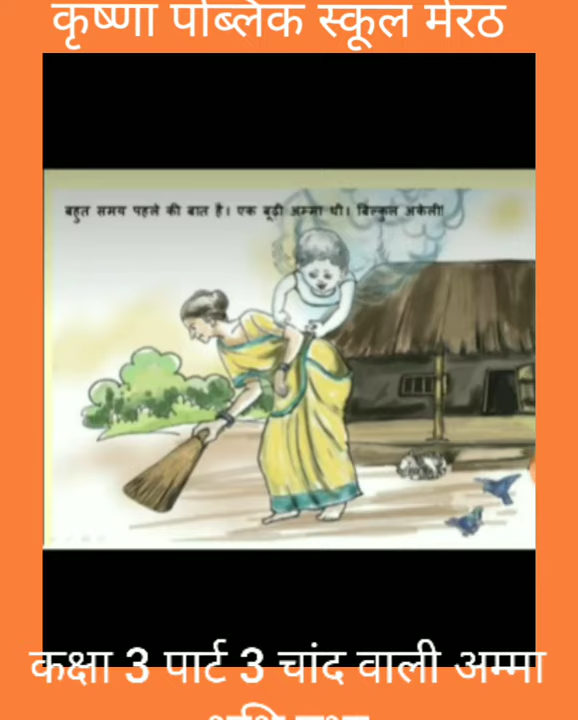 कृष्णा पब्लिक स्कूल मेरठ
बहुत समय पहले की बात है। एक बूढ़ी अम्मा थी। बिल्कुल अकेली!
कक्षा 3 पार्ट 3 चांद वाली अम्मा